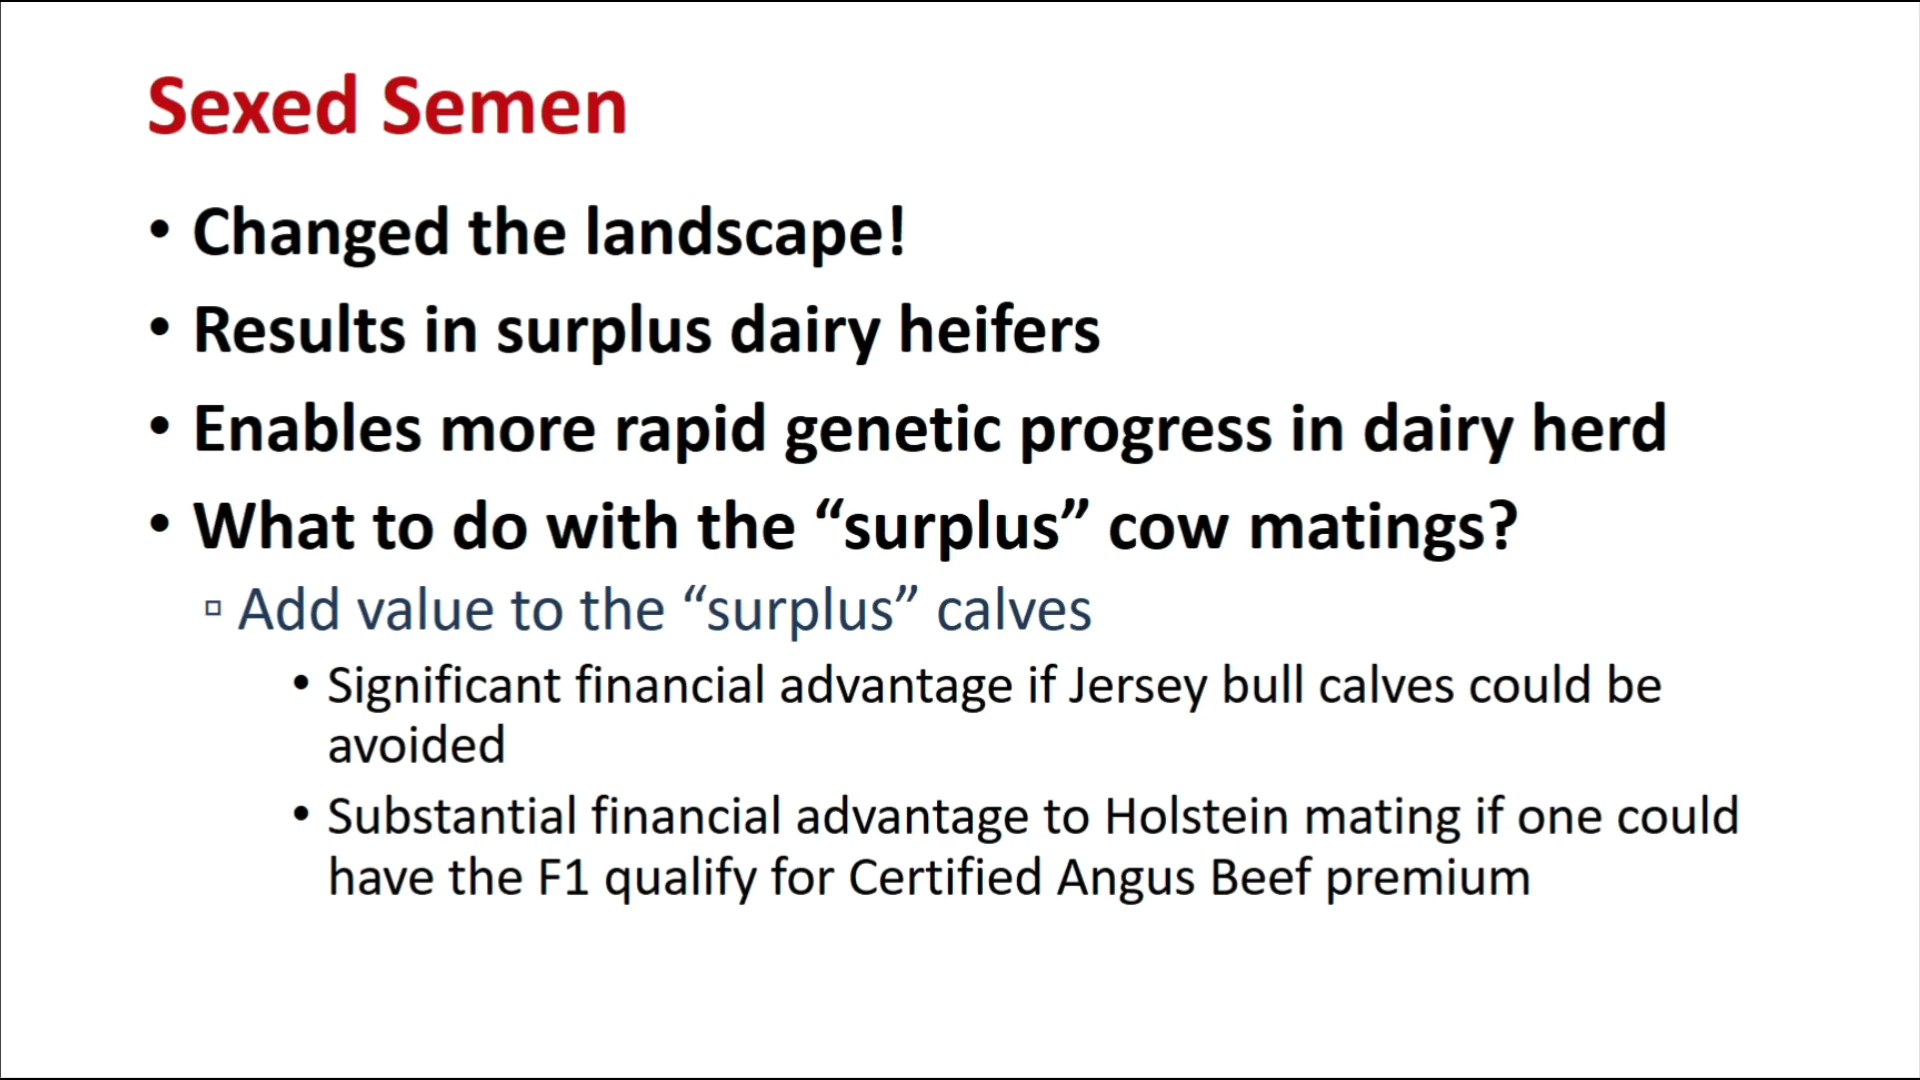 Sexed Semen
• Changed the landscape!
• Results in surplus dairy heifers
• Enables more rapid genetic progress in dairy herd
• What to do with the “surplus” cow matings?
▫ Add value to the “surplus” calves
• Significant financial advantage if Jersey bull calves could be
avoided
• Substantial financial advantage to Holstein mating if one could
have the F1 qualify for Certified Angus Beef premium